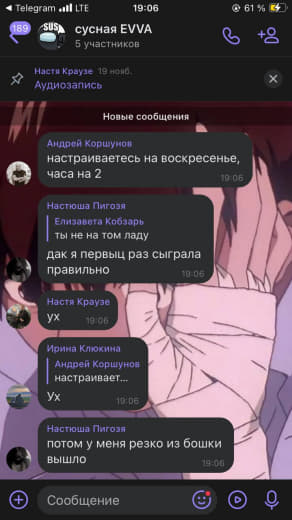 Telegram LTE 19:06 61 %
189
SUS
сусная EVVA
5 участников
Настя Краузе 19 нояб.
Аудиозапись
Новые сообщения
Андрей Коршунов
настраиваетесь на воскресенье,
часа на 2
19:06
Настюша Пигозя
Елизавета Кобзарь
ты не на том ладу
дак я первыц раз сыграла
правильно
19:06
Настя Краузе
ух
19:06
Ирина Клюкина
Андрей Коршунов
настраивает...
Ух
19:06
Настюша Пигозя
потом у меня резко из бошки
вышло
19:06
Сообщение